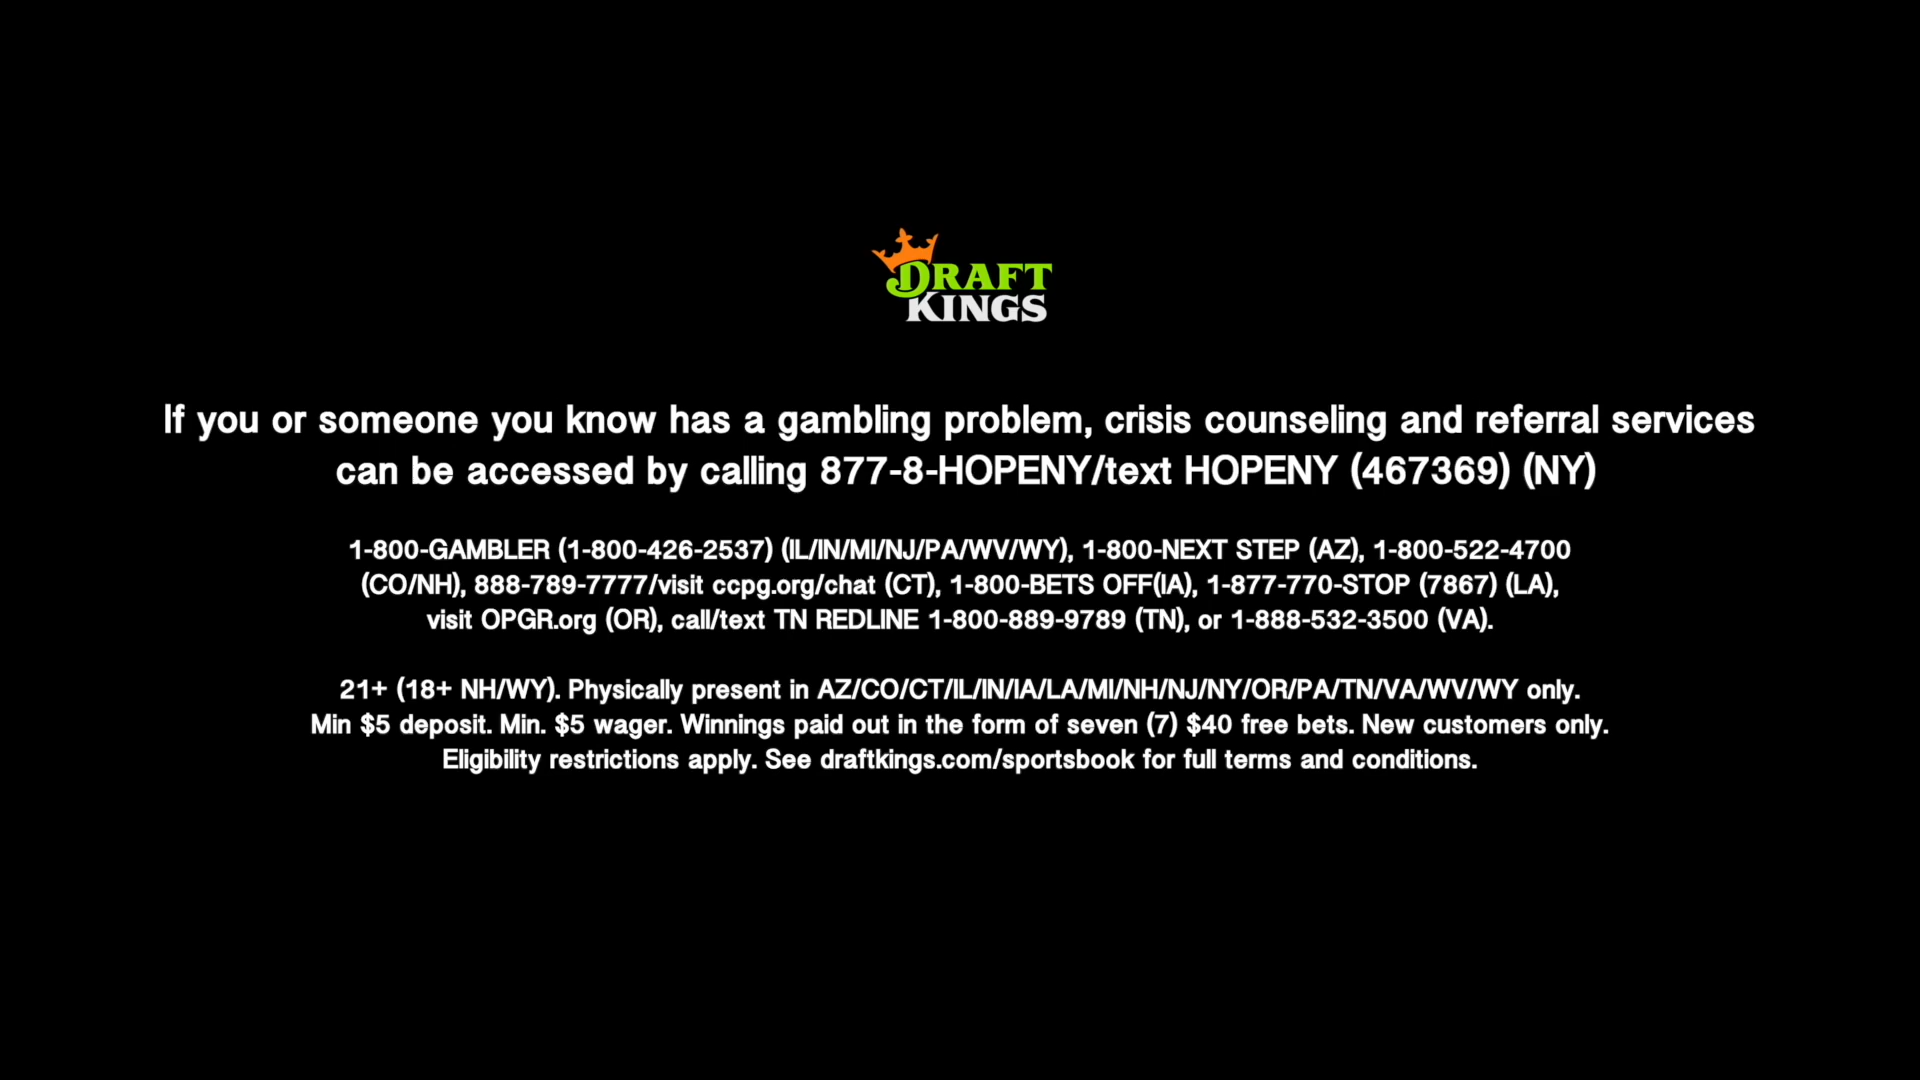 DRAFT
KINGS
If you or someone you know has a gambling problem, crisis counseling and referral services
can be accessed by calling 877-8-HOPENY/text HOPENY (467369) (NY)
1-800-GAMBLER (1-800-426-2537) (IL/IN/MI/NJ/PA/WV/WY), 1-800-NEXT STEP (AZ), 1-800-522-4700
(CO/NH), 888-789-7777/visit ccpg.org/chat (CT), 1-800-BETS OFF(IA), 1-877-770-STOP (7867) (LA),
visit OPGR.org (OR), call/text TN REDLINE 1-800-889-9789 (TN), or 1-888-532-3500 (VA).
21+ (18+ NH/WY). Physically present in AZ/CO/CT/IL/IN/IA/LA/MI/NH/NJ/NY/OR/PA/TN/VA/WV/WY only.
Min $5 deposit. Min. $5 wager. Winnings paid out in the form of seven (7) $40 free bets. New customers only.
Eligibility restrictions apply. See draftkings.com/sportsbook for full terms and conditions.